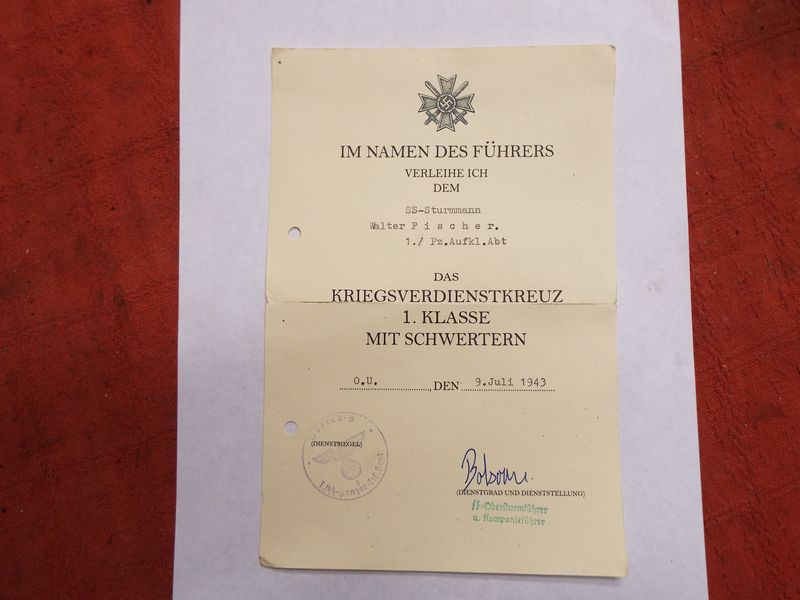 IM NAMEN DES FÜHRERS
VERLEIHE ICH
DEM
SS-Sturmmann
Walter F i s c h e r.
1./ Pz.Aufkl.Abt
DAS
KRIEGSVERDIENSTKREUZ
1. KLASSE
MIT SCHWERTERN
O.U. , DEN 9.Juli 1943
(DIENSTSIEGEL)
(DIENSTGRAD UND DIENSTSTELLUNG)
SS-Obersturmführer
u. Kompanieführer